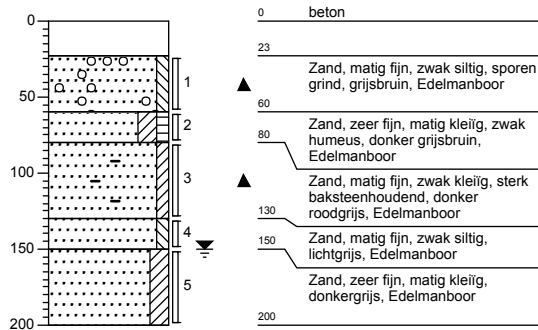 0
50
100
150
200
1
2
3
4
5
0
beton
23
Zand, matig fijn, zwak siltig, sporen
grind, grijsbruin, Edelmanboor
60
Zand, zeer fijn, matig kleiïg, zwak
humeus, donker grijsbruin,
Edelmanboor
80
Zand, matig fijn, zwak kleiïg, sterk
baksteenhoudend, donker
roodgrijs, Edelmanboor
130
Zand, matig fijn, zwak siltig,
lichtgrijs, Edelmanboor
150
Zand, zeer fijn, matig kleiïg,
donkergrijs, Edelmanboor
200